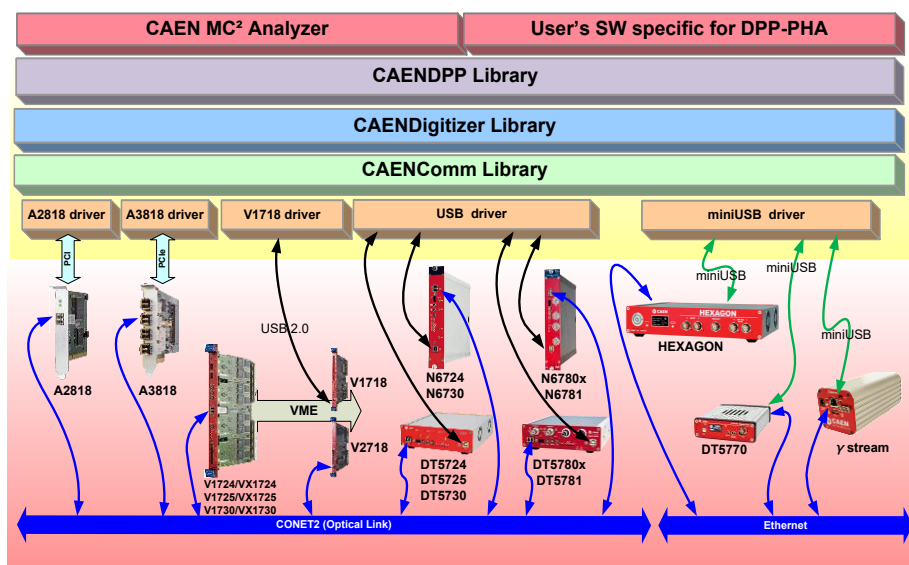 CAEN MC² Analyzer
User's SW specific for DPP-PHA
CAENDPP Library
CAENDigitizer Library
CAENComm Library
A2818 driver
A3818 driver
V1718 driver
USB driver
miniUSB driver
PCI
PCIe
miniUSB
miniUSB
miniUSB
USB 2.0
HEXAGON
CAEN
HEXAGON
A2818
A3818
N6724
N6730
N6780x
N6781
V1718
VME
V2718
DT5724
DT5725
DT5730
DT5780x
DT5781
DT5770
CAEN
γ stream
V1724/VX1724
V1725/VX1725
V1730/VX1730
CONET2 (Optical Link)
Ethernet